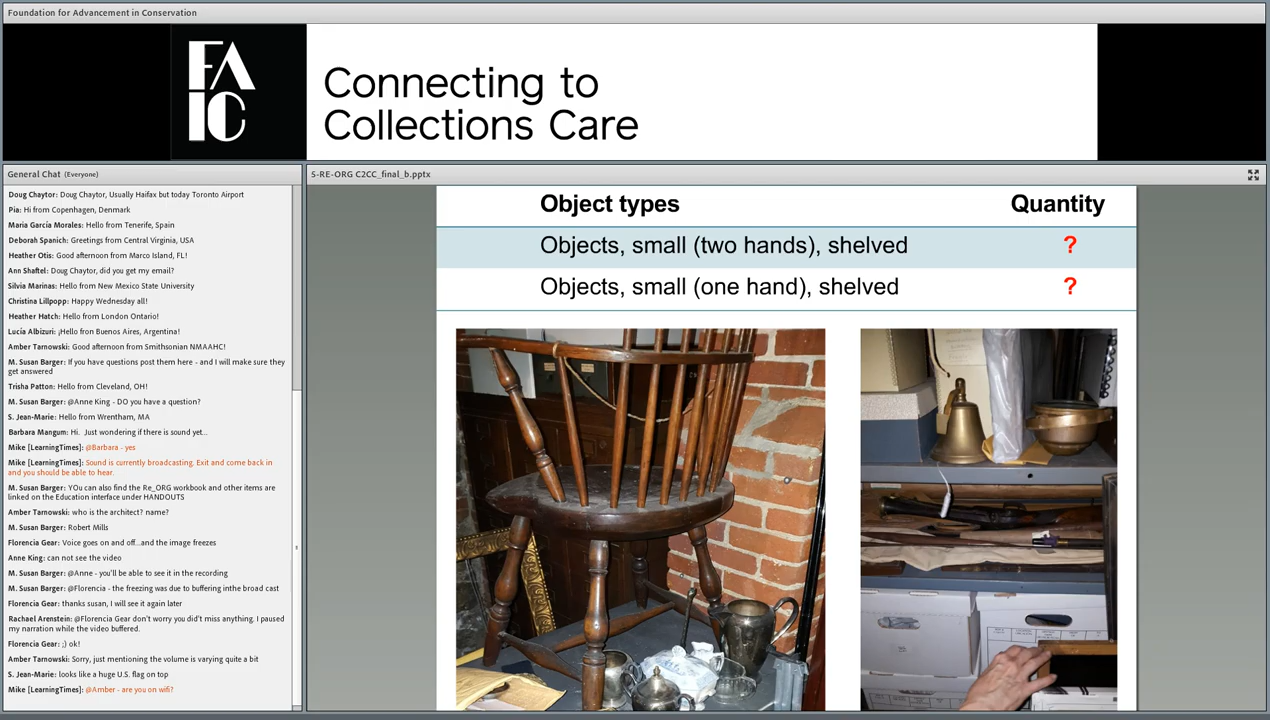 Foundation for Advancement in Conservation
FA
IC
Connecting to
Collections Care
General Chat (Everyone)
Doug Chaytor: Doug Chaytor, Usually Haifax but today Toronto Airport
Pia: Hi from Copenhagen, Denmark
Maria García Morales: Hello from Tenerife, Spain
Deborah Spanich: Greetings from Central Virginia, USA
Heather Otis: Good afternoon from Marco Island, FL!
Ann Shaftel: Doug Chaytor, did you get my email?
Silvia Marinas: Hello from New Mexico State University
Christina Lillpopp: Happy Wednesday all!
Heather Hatch: Hello from London Ontario!
Lucía Albizuri: ¡Hello fron Buenos Aires, Argentina!
Amber Tarnowski: Good afternoon from Smithsonian NMAAHC!
M. Susan Barger: If you have questions post them here - and I will make sure they
get answered
Trisha Patton: Hello from Cleveland, OH!
M. Susan Barger: @Anne King - DO you have a question?
S. Jean-Marie: Hello from Wrentham, MA
Barbara Mangum: Hi. Just wondering if there is sound yet...
Mike [LearningTimes]: @Barbara - yes
Mike [LearningTimes]: Sound is currently broadcasting. Exit and come back in
and you should be able to hear.
M. Susan Barger: YOu can also find the Re_ORG workbook and other items are
linked on the Education interface under HANDOUTS
Amber Tarnowski: who is the architect? name?
M. Susan Barger: Robert Mills
Florencia Gear: Voice goes on and off...and the image freezes
Anne King: can not see the video
M. Susan Barger: @Anne - you'll be able to see it in the recording
M. Susan Barger: @Florencia - the freezing was due to buffering inthe broad cast
Florencia Gear: thanks susan, I will see it again later
Rachael Arenstein: @Florencia Gear don't worry you did't miss anything. I paused
my narration while the video buffered.
Florencia Gear: ;) ok!
Amber Tarnowski: Sorry, just mentioning the volume is varying quite a bit
S. Jean-Marie: looks like a huge U.S. flag on top
Mike [LearningTimes]: @Amber - are you on wifi?
5-RE-ORG C2CC_final_b.pptx
Object types Quantity
Objects, small (two hands), shelved ?
Objects, small (one hand), shelved ?